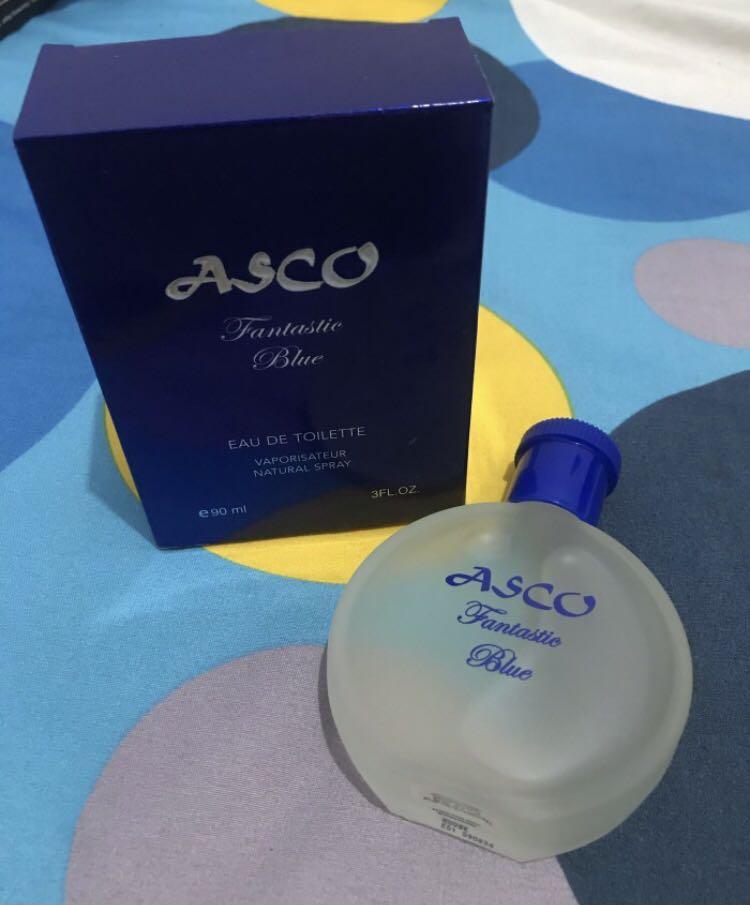 ASCO
Fantastic
Blue
EAU DE TOILETTE
VAPORISATEUR
NATURAL SPRAY
3FL.OZ.
e 90 ml
ASCO
Fantastic
Blue